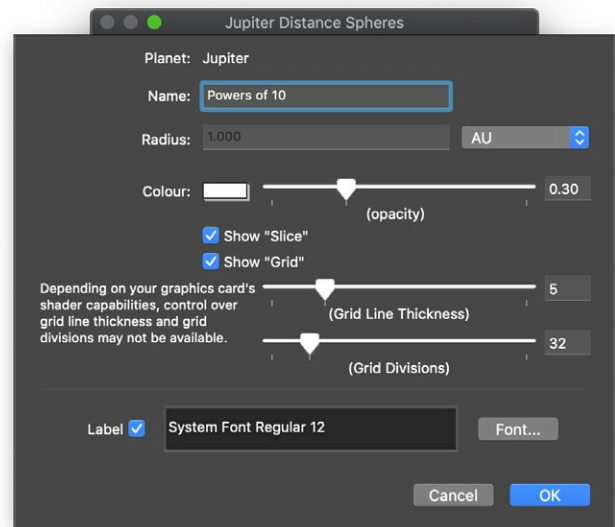 Jupiter Distance Spheres
Planet: Jupiter
Name: Powers of 10
Radius: 1.000 AU
Colour: 0.30
(opacity)
Show "Slice"
Show "Grid"
Depending on your graphics card's
shader capabilities, control over
grid line thickness and grid
divisions may not be available.
5
(Grid Line Thickness)
32
(Grid Divisions)
Label System Font Regular 12 Font...
Cancel OK